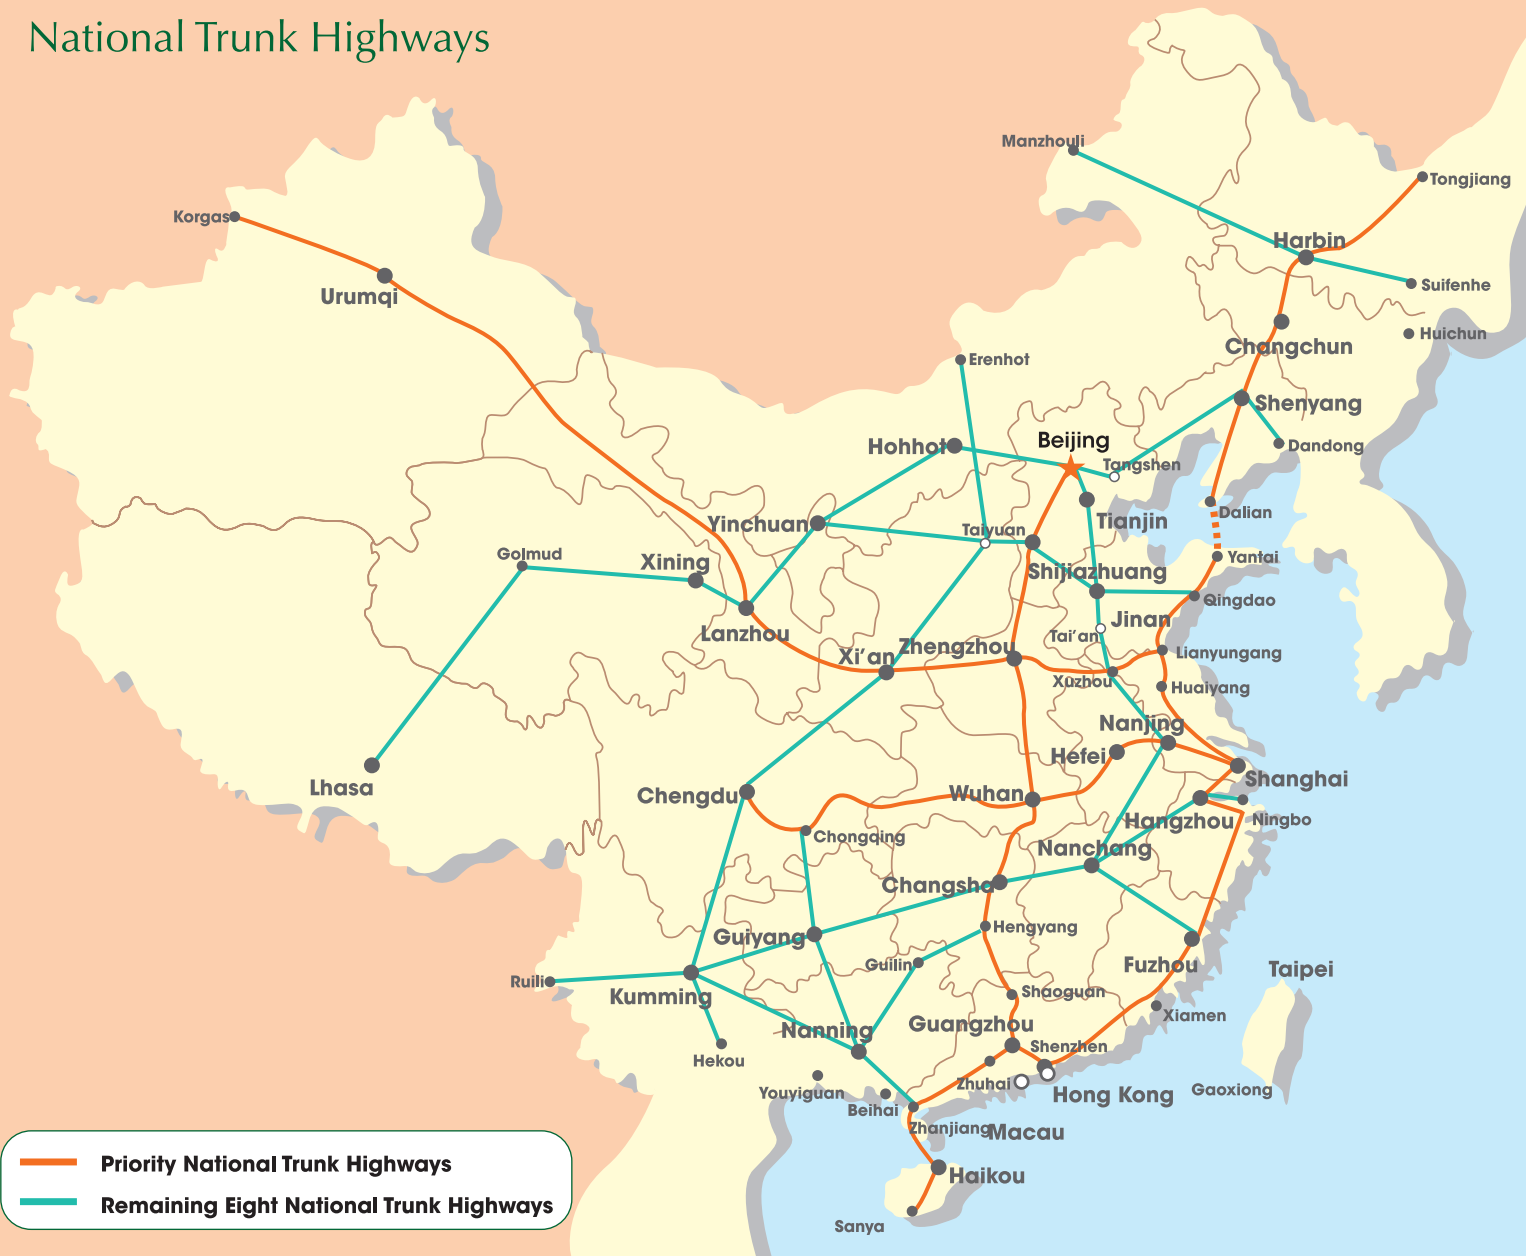 National Trunk Highways
Manzhouli
Tongjiang
Korgas
Harbin
Urumqi
Suifenhe
Huichun
Changchun
Erenhot
Shenyang
Hohhot
Beijing
Dandong
Tangshen
Dalian
Yinchuan
Taiyuan
Tianjin
Golmud
Xining
Yantai
Shijiazhuang
Qingdao
Lanzhou
Jinan
Tai'an
Xi'an
Zhengzhou
Lianyungang
Xuzhou
Huaiyang
Nanjing
Hefei
Lhasa
Shanghai
Chengdu
Wuhan
Hangzhou
Ningbo
Chongqing
Nanchang
Changsha
Guiyang
Hengyang
Guilin
Fuzhou
Taipei
Ruili
Kumming
Shaoguan
Xiamen
Nanning
Guangzhou
Shenzhen
Hekou
Zhuhai
Youyiguan
Hong Kong
Gaoxiong
Beihai
Zhanjiang
Macau
Haikou
Sanya
Priority National Trunk Highways
Remaining Eight National Trunk Highways